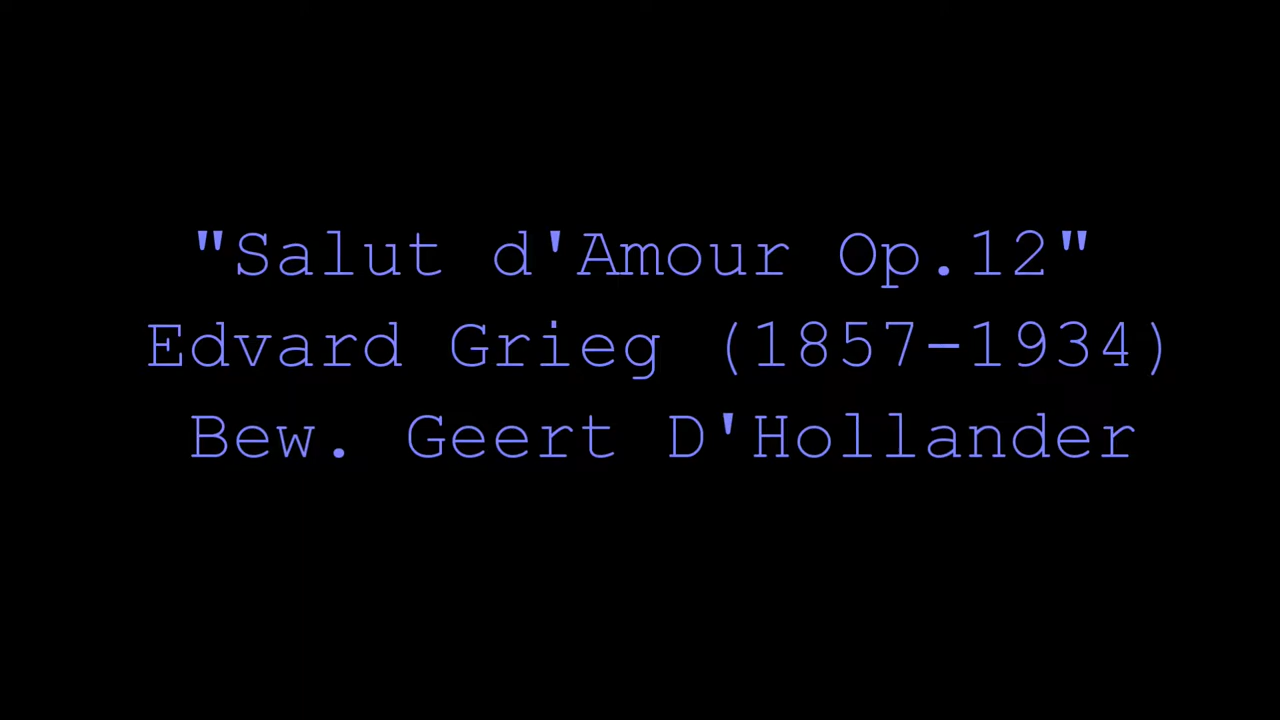 "Salut d'Amour Op.12"
Edvard Grieg (1857-1934)
Bew. Geert D'Hollander